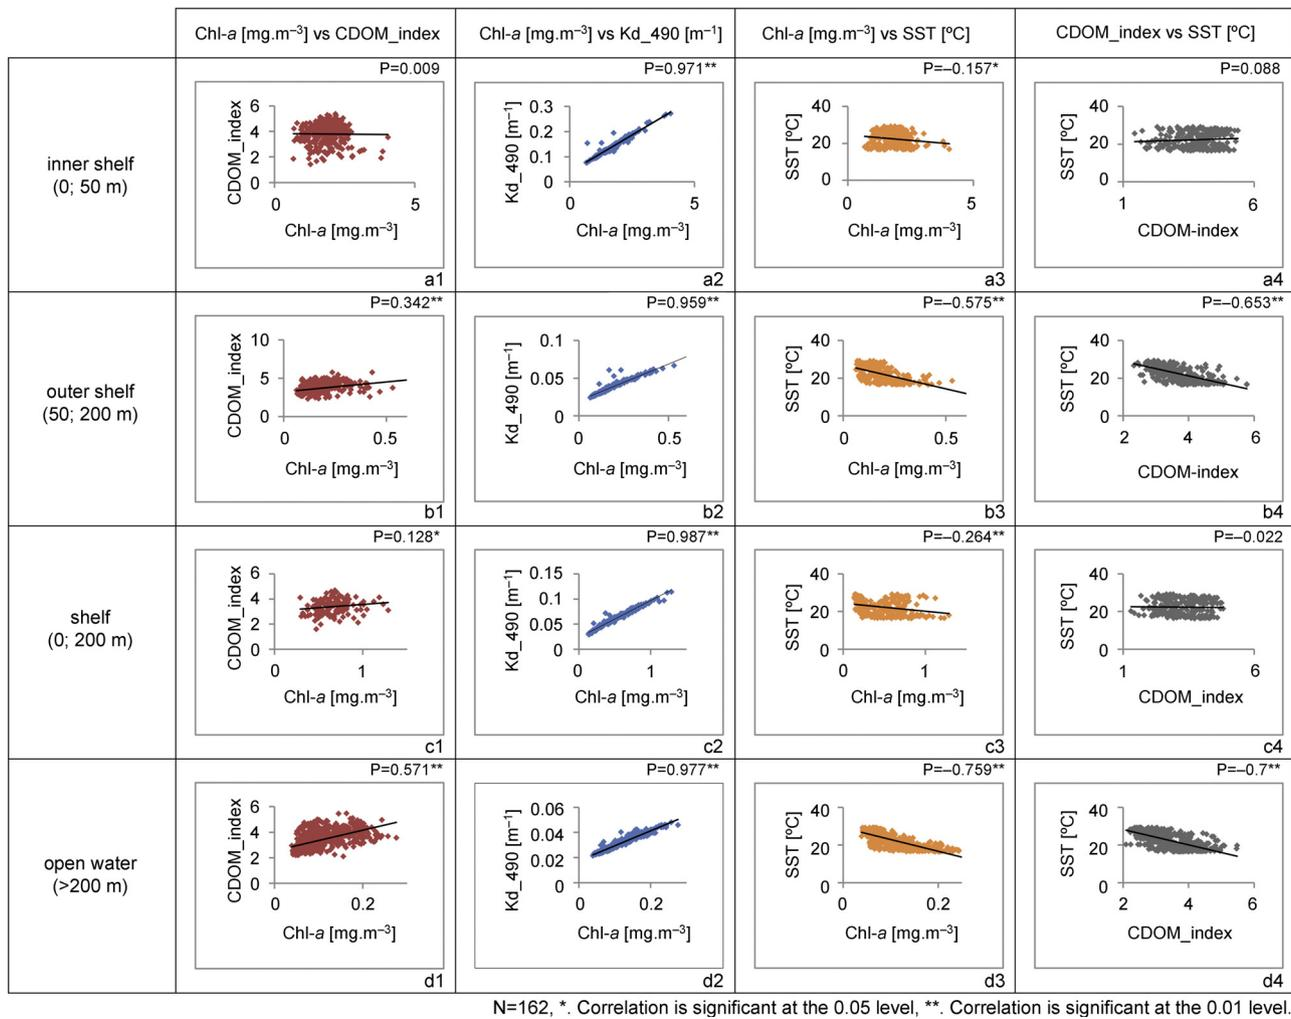 Chl-a [mg.m⁻³] vs CDOM_index
Chl-a [mg.m⁻³] vs Kd_490 [m⁻¹]
Chl-a [mg.m⁻³] vs SST [ºC]
CDOM_index vs SST [ºC]
inner shelf
(0; 50 m)
P=0.009
CDOM_index
6
4
2
0
0
5
Chl-a [mg.m⁻³]
a1
P=0.971**
Kd_490 [m⁻¹]
0.3
0.2
0.1
0
0
5
Chl-a [mg.m⁻³]
a2
P=–0.157*
SST [ºC]
40
20
0
0
5
Chl-a [mg.m⁻³]
a3
P=0.088
SST [ºC]
40
20
0
1
6
CDOM-index
a4
outer shelf
(50; 200 m)
P=0.342**
CDOM_index
10
5
0
0
0.5
Chl-a [mg.m⁻³]
b1
P=0.959**
Kd_490 [m⁻¹]
0.1
0.05
0
0
0.5
Chl-a [mg.m⁻³]
b2
P=–0.575**
SST [ºC]
40
20
0
0
0.5
Chl-a [mg.m⁻³]
b3
P=–0.653**
SST [ºC]
40
20
0
2
4
6
CDOM-index
b4
shelf
(0; 200 m)
P=0.128*
CDOM_index
6
4
2
0
0
1
Chl-a [mg.m⁻³]
c1
P=0.987**
Kd_490 [m⁻¹]
0.15
0.1
0.05
0
0
1
Chl-a [mg.m⁻³]
c2
P=–0.264**
SST [ºC]
40
20
0
0
1
Chl-a [mg.m⁻³]
c3
P=–0.022
SST [ºC]
40
20
0
1
6
CDOM_index
c4
open water
(>200 m)
P=0.571**
CDOM_index
6
4
2
0
0
0.2
Chl-a [mg.m⁻³]
d1
P=0.977**
Kd_490 [m⁻¹]
0.06
0.04
0.02
0
0
0.2
Chl-a [mg.m⁻³]
d2
P=–0.759**
SST [ºC]
40
20
0
0
0.2
Chl-a [mg.m⁻³]
d3
P=–0.7**
SST [ºC]
40
20
0
2
4
6
CDOM_index
d4
N=162, *. Correlation is significant at the 0.05 level, **. Correlation is significant at the 0.01 level.